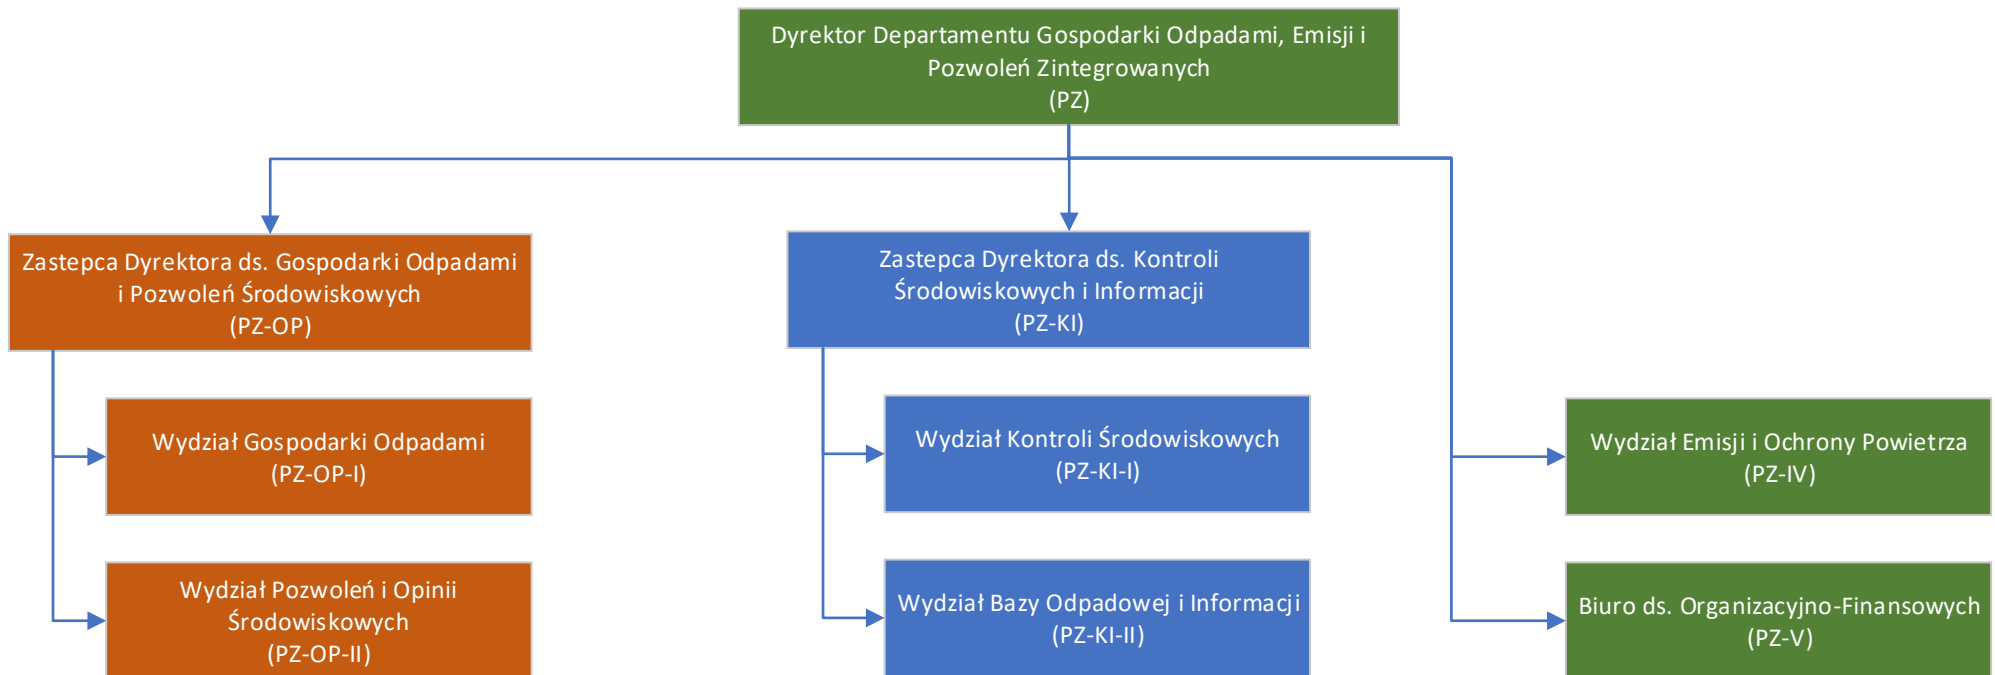 Dyrektor Departamentu Gospodarki Odpadami, Emisji i
Pozwoleń Zintegrowanych
(PZ)
Zastepca Dyrektora ds. Gospodarki Odpadami
i Pozwoleń Środowiskowych
(PZ-OP)
Zastepca Dyrektora ds. Kontroli
Środowiskowych i Informacji
(PZ-KI)
Wydział Gospodarki Odpadami
(PZ-OP-I)
Wydział Kontroli Środowiskowych
(PZ-KI-I)
Wydział Emisji i Ochrony Powietrza
(PZ-IV)
Wydział Pozwoleń i Opinii
Środowiskowych
(PZ-OP-II)
Wydział Bazy Odpadowej i Informacji
(PZ-KI-II)
Biuro ds. Organizacyjno-Finansowych
(PZ-V)